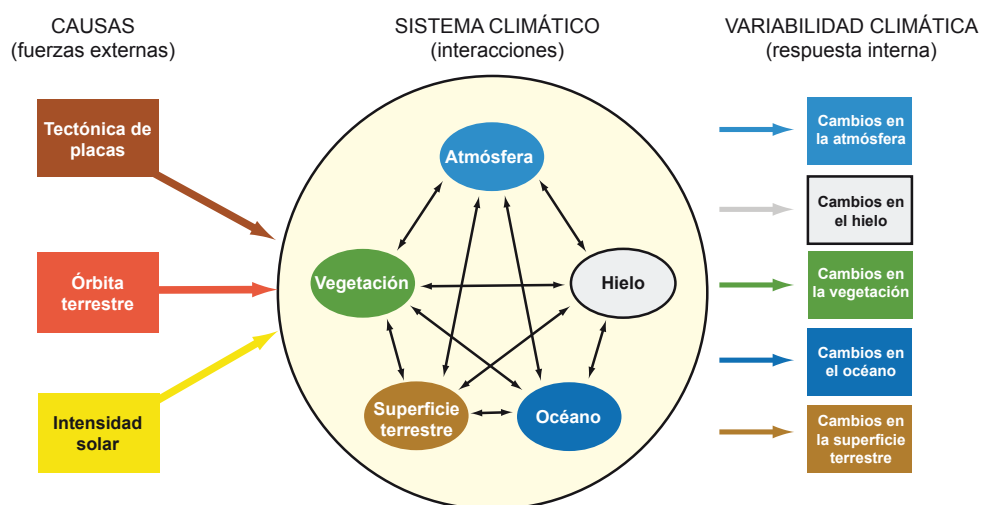 CAUSAS
(fuerzas externas)
SISTEMA CLIMÁTICO
(interacciones)
VARIABILIDAD CLIMÁTICA
(respuesta interna)
Tectónica de
placas
Órbita
terrestre
Intensidad
solar
Atmósfera
Vegetación
Hielo
Superficie
terrestre
Océano
Cambios en
la atmósfera
Cambios en
el hielo
Cambios en
la vegetación
Cambios en
el océano
Cambios en
la superficie
terrestre